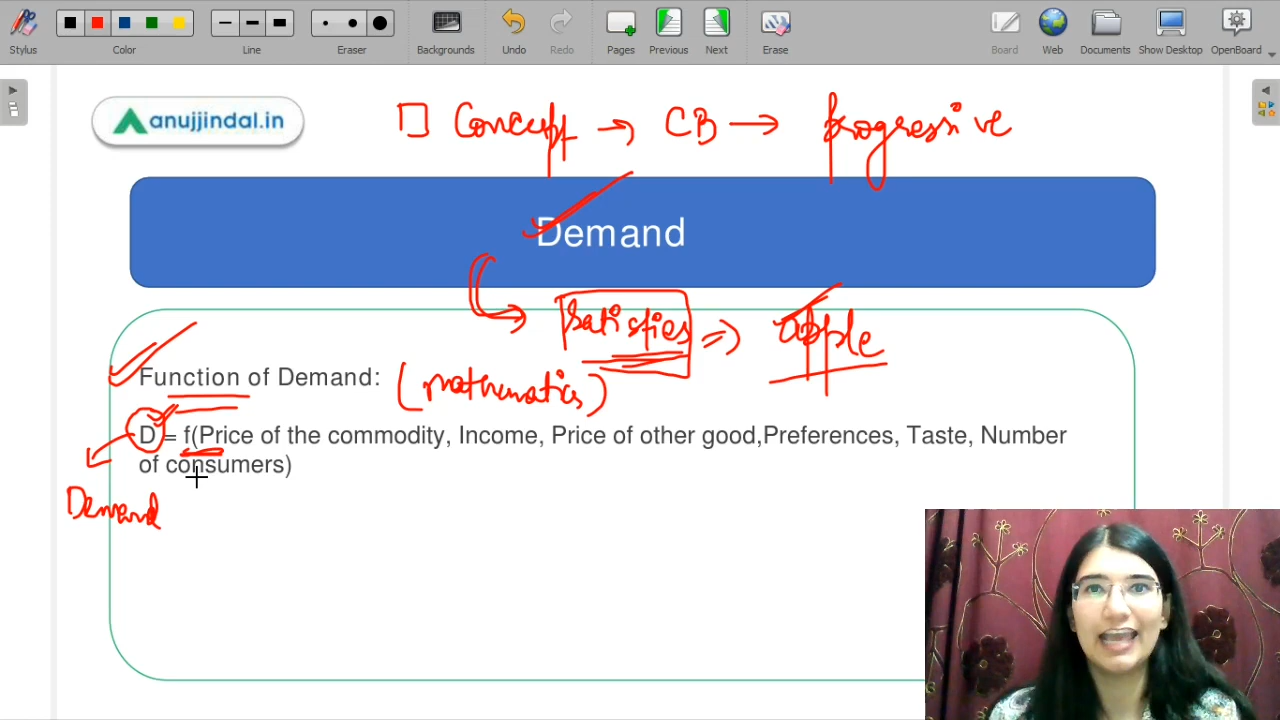 Stylus Color Line Eraser Backgrounds Undo Redo Pages Previous Next Erase Board Web Documents Show Desktop OpenBoard
anujjindal.in
Concept → CB → Progressive
Demand
Satisfies ⇒ apple
Function of Demand: (mathematics)
D = f(Price of the commodity, Income, Price of other good,Preferences, Taste, Number
of consumers)
Demand